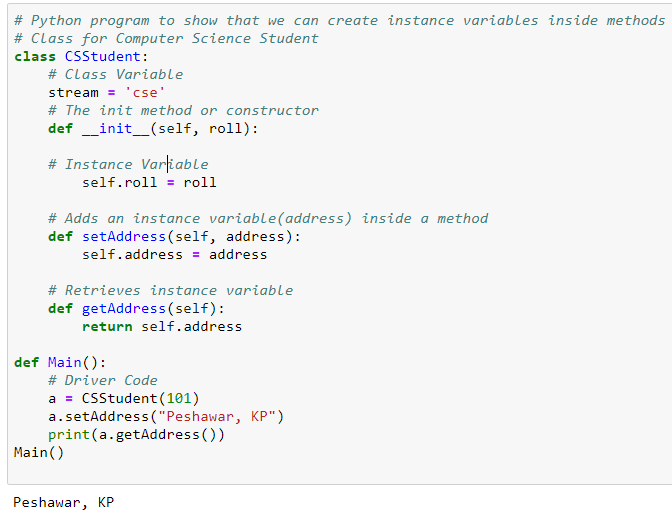 # Python program to show that we can create instance variables inside methods
# Class for Computer Science Student
class CSStudent:
    # Class Variable
    stream = 'cse'
    # The init method or constructor
    def __init__(self, roll):

    # Instance Variable
        self.roll = roll

    # Adds an instance variable(address) inside a method
    def setAddress(self, address):
        self.address = address

    # Retrieves instance variable
    def getAddress(self):
        return self.address

def Main():
    # Driver Code
    a = CSStudent(101)
    a.setAddress("Peshawar, KP")
    print(a.getAddress())
Main()

Peshawar, KP